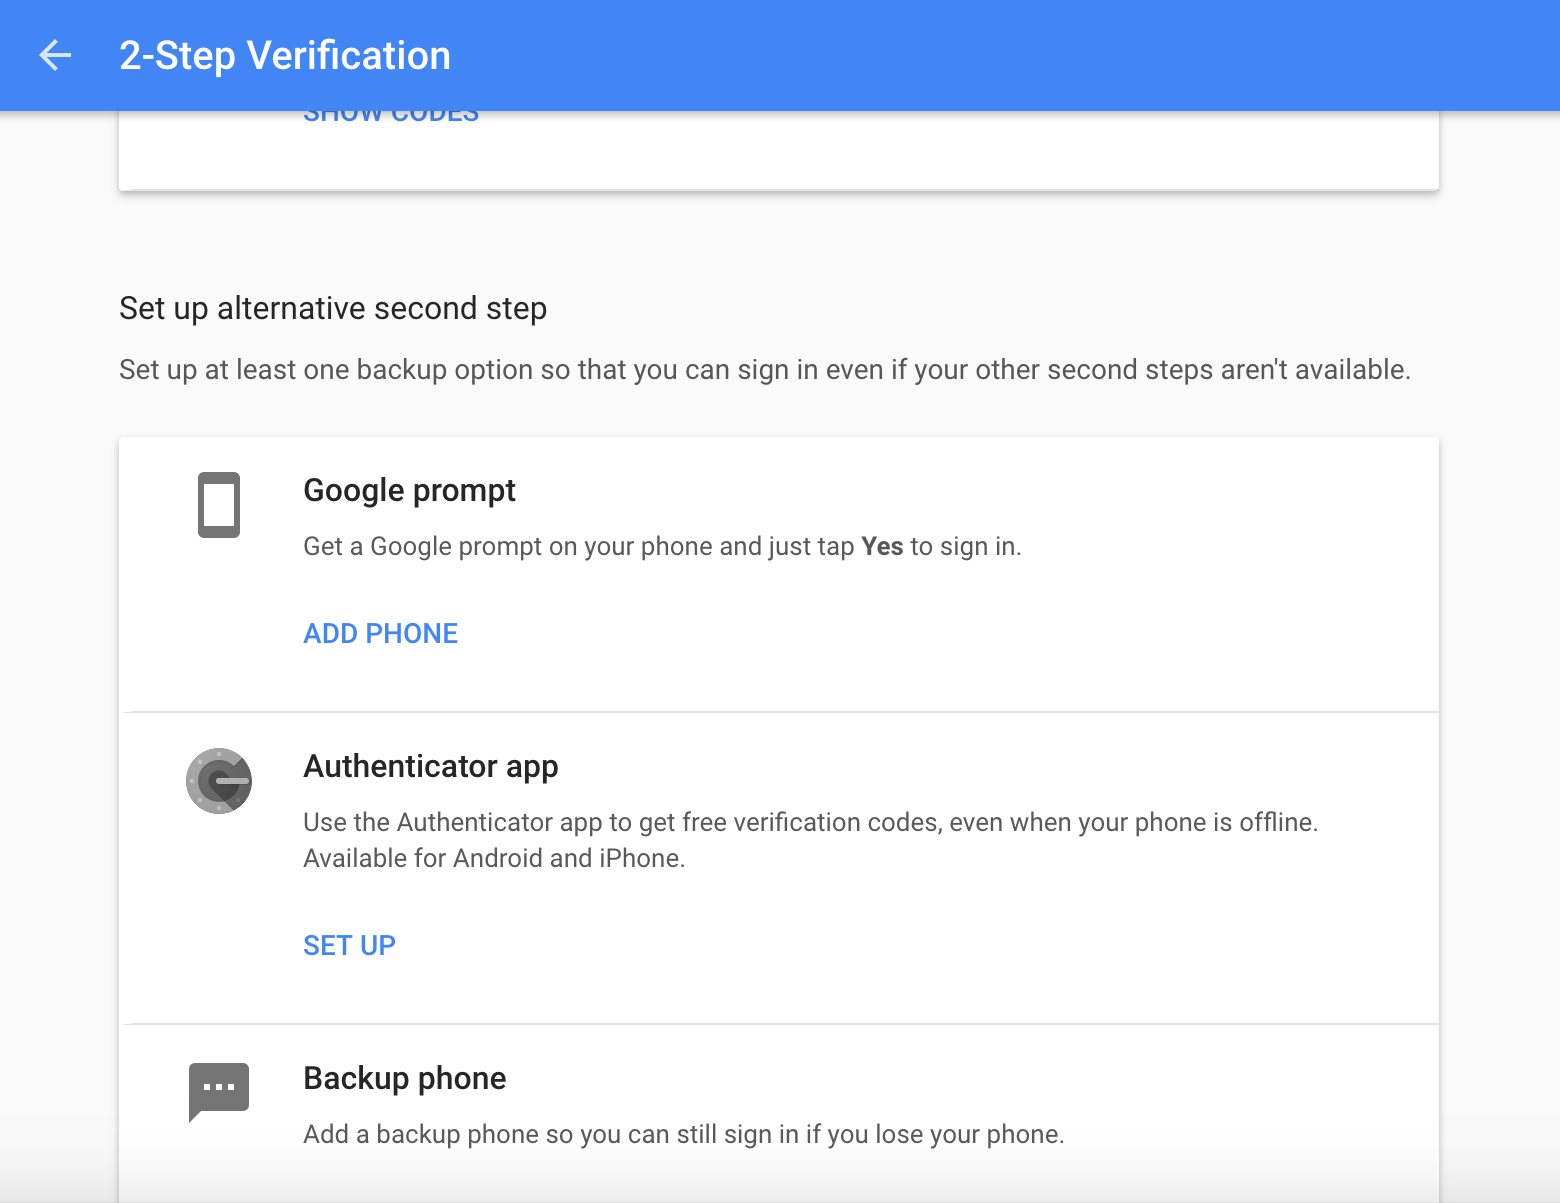 2-Step Verification
SHOW CODES
Set up alternative second step
Set up at least one backup option so that you can sign in even if your other second steps aren't available.
Google prompt
Get a Google prompt on your phone and just tap Yes to sign in.
ADD PHONE
Authenticator app
Use the Authenticator app to get free verification codes, even when your phone is offline.
Available for Android and iPhone.
SET UP
Backup phone
Add a backup phone so you can still sign in if you lose your phone.